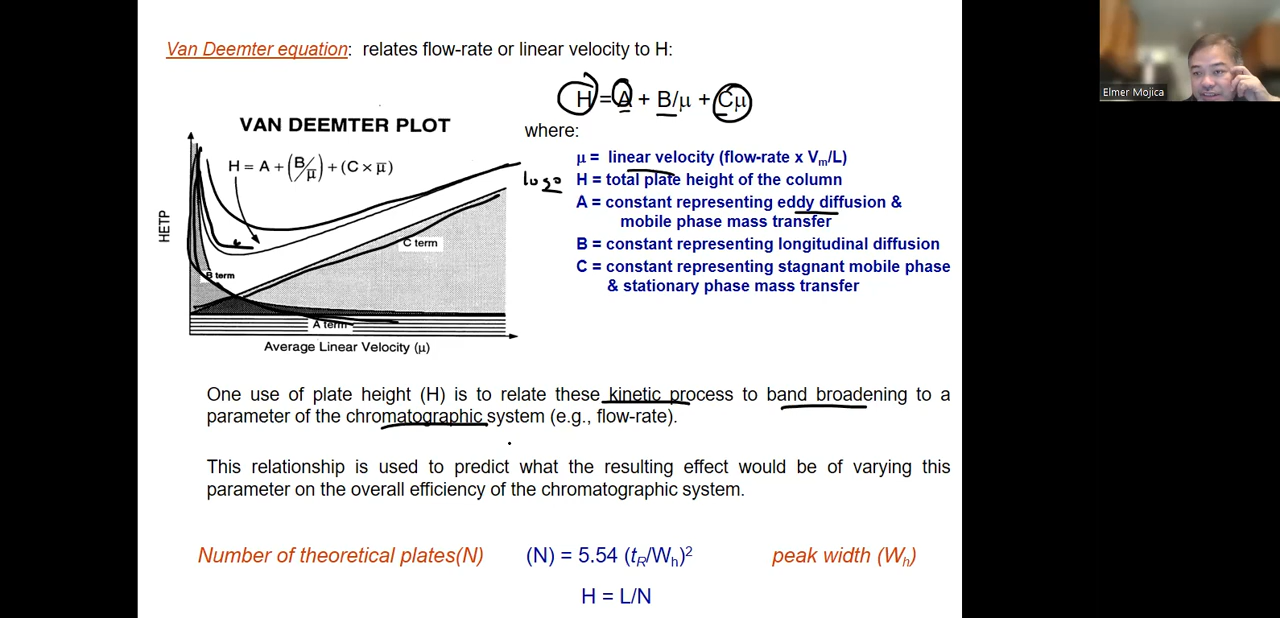 Van Deemter equation: relates flow-rate or linear velocity to H:
H = A + B/μ + Cμ
VAN DEEMTER PLOT
H = A + (B/μ̅) + (C × μ̅)
HETP
B term
C term
A term
Average Linear Velocity (μ)
where:
μ = linear velocity (flow-rate x Vm/L)
H = total plate height of the column
A = constant representing eddy diffusion &
mobile phase mass transfer
B = constant representing longitudinal diffusion
C = constant representing stagnant mobile phase
& stationary phase mass transfer
One use of plate height (H) is to relate these kinetic process to band broadening to a
parameter of the chromatographic system (e.g., flow-rate).
This relationship is used to predict what the resulting effect would be of varying this
parameter on the overall efficiency of the chromatographic system.
Number of theoretical plates(N) (N) = 5.54 (tR/Wh)² peak width (Wh)
H = L/N
Elmer Mojica